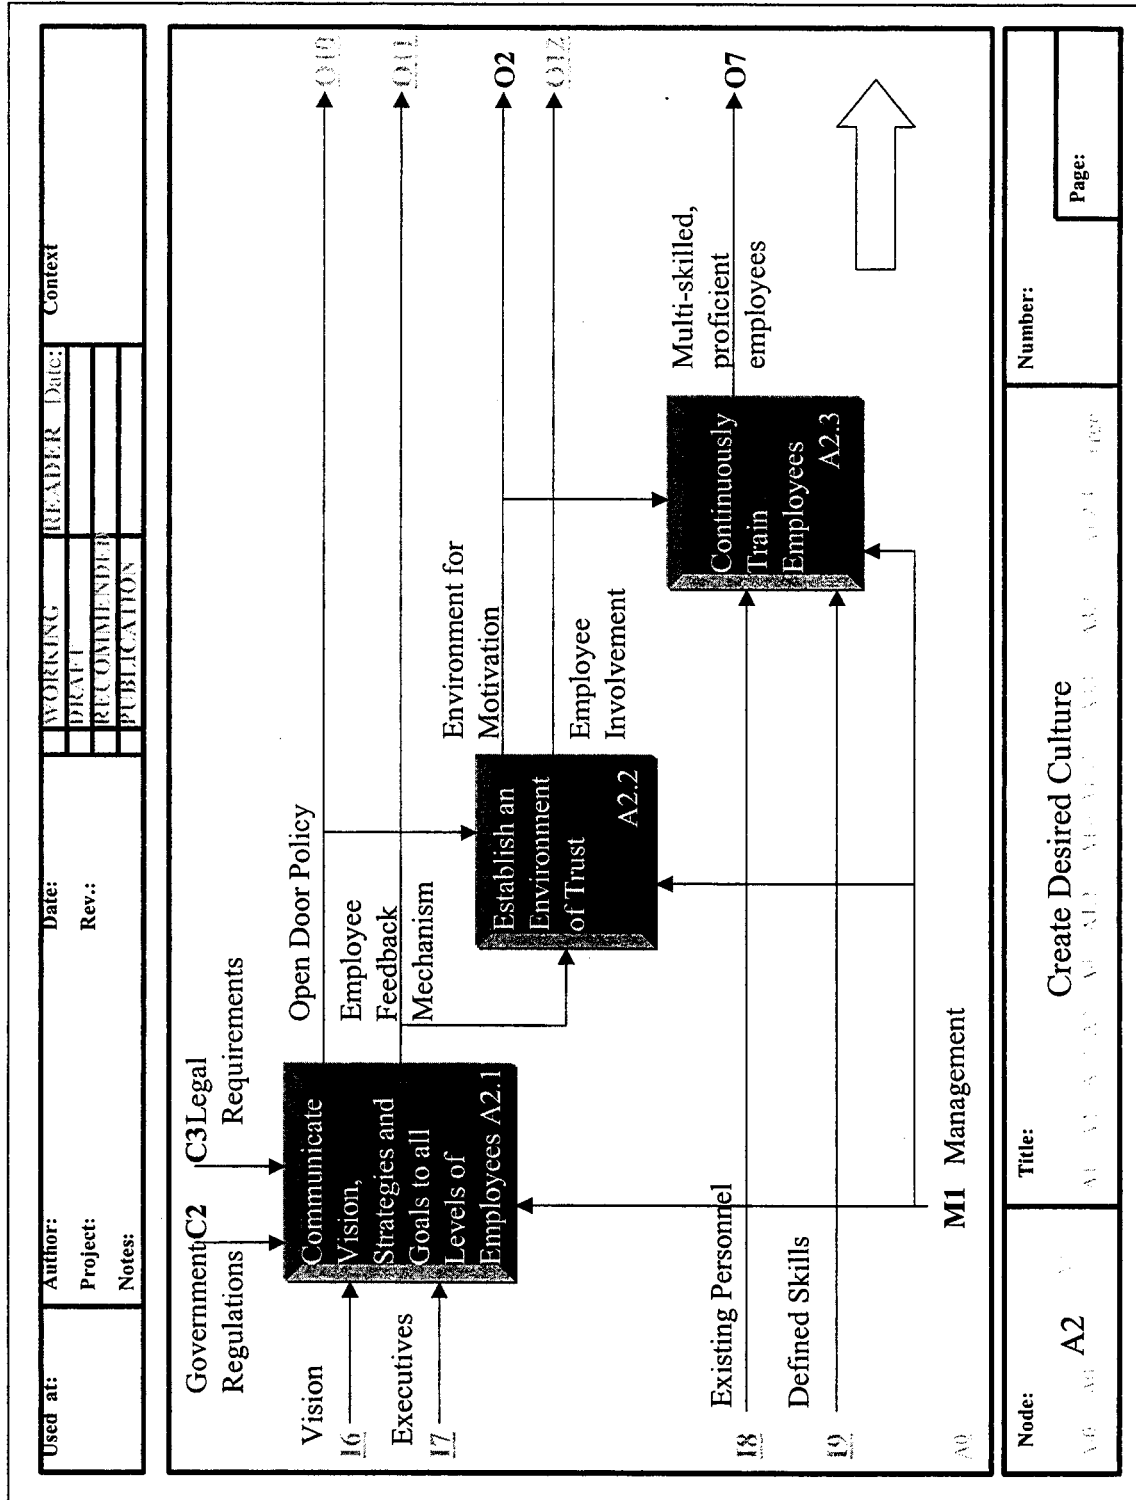 Used at:
Author:
Project:
Notes:
Date:
Rev.:
WORKING
DRAFT
RECOMMENDED
PUBLICATION
READER Date:
Context
Government
Regulations
C2
C3 Legal
Requirements
Vision
I6
Executives
I7
Communicate
Vision,
Strategies and
Goals to all
Levels of
Employees A2.1
Open Door Policy
O10
Employee
Feedback
Mechanism
O11
Establish an
Environment
of Trust
A2.2
Environment for
Motivation
O2
Employee
Involvement
O12
Existing Personnel
I8
Defined Skills
I9
Continuously
Train
Employees
A2.3
Multi-skilled,
proficient
employees
O7
M1 Management
A0
Node:
A2
Title:
Create Desired Culture
Number:
Page: